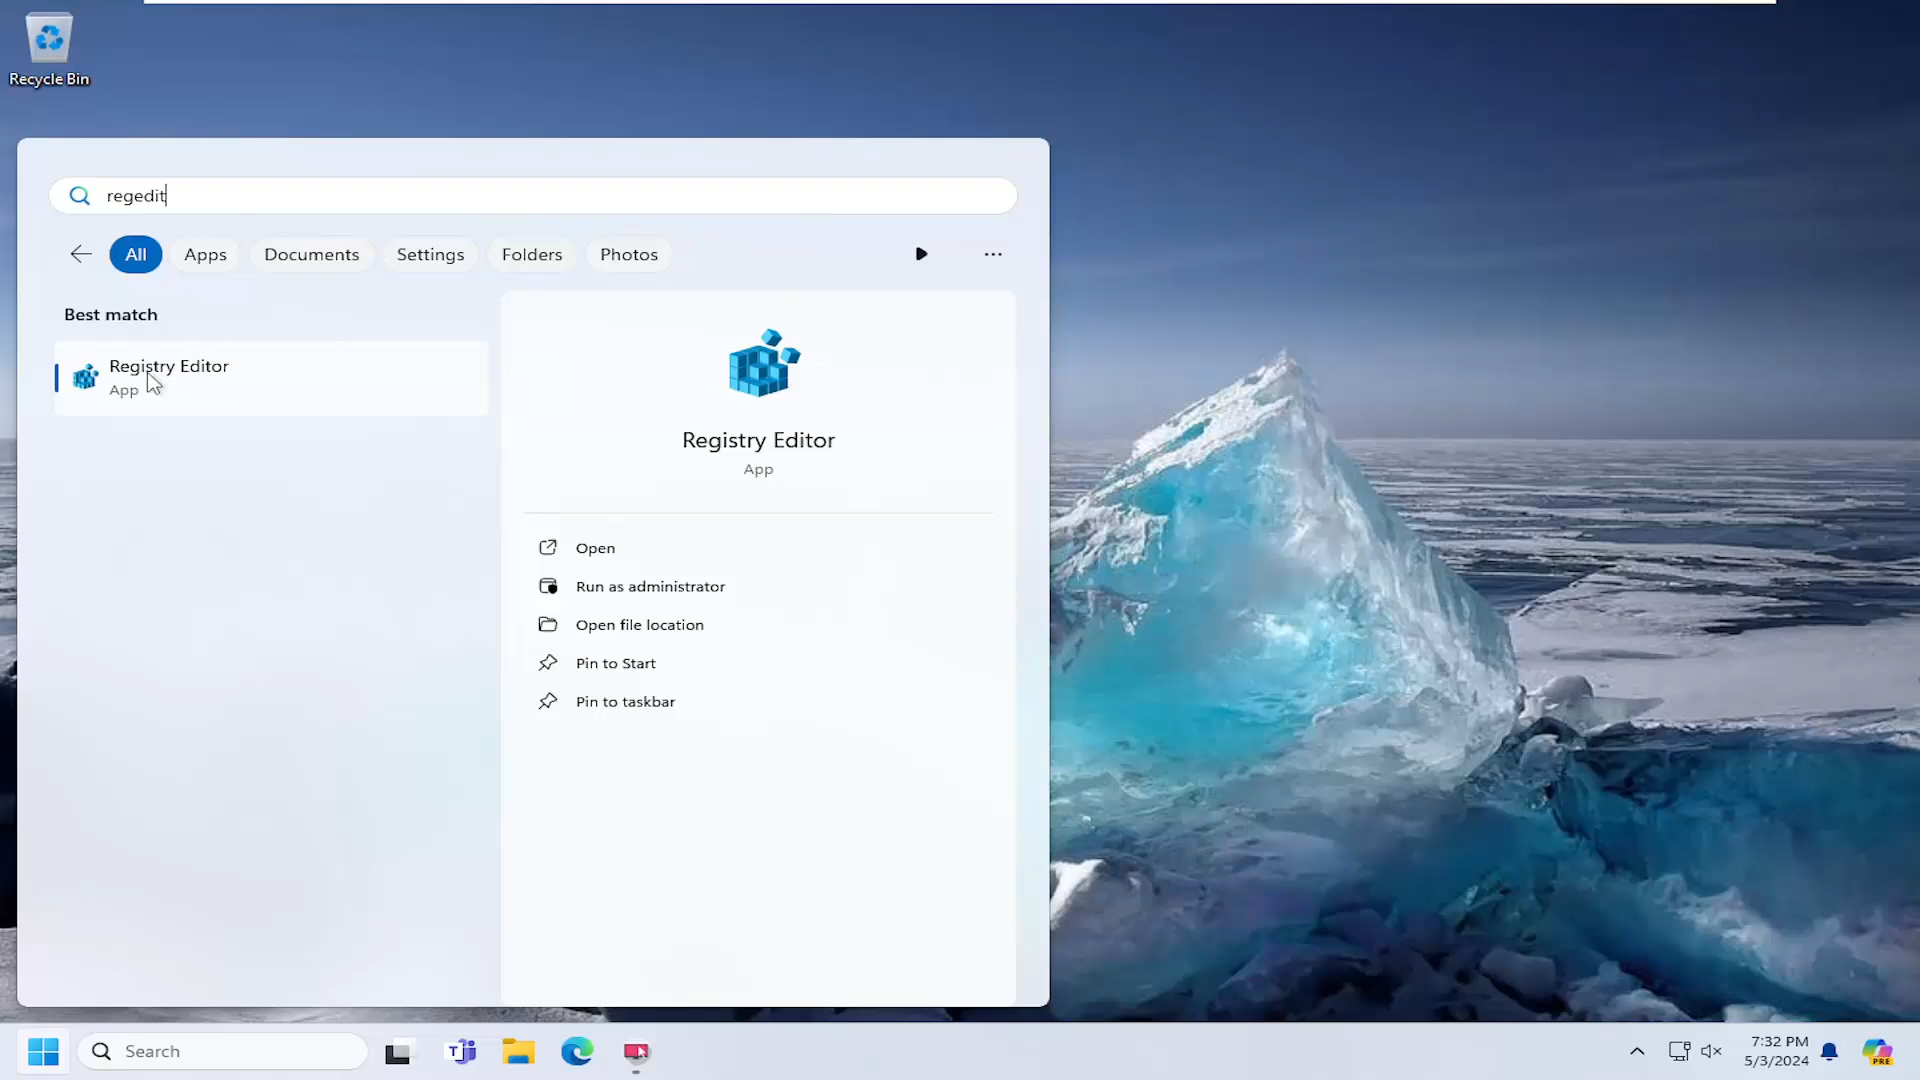 Recycle Bin
regedit
All Apps Documents Settings Folders Photos
Best match
Registry Editor
App
Registry Editor
App
Open
Run as administrator
Open file location
Pin to Start
Pin to taskbar
Search
7:32 PM
5/3/2024
PRE